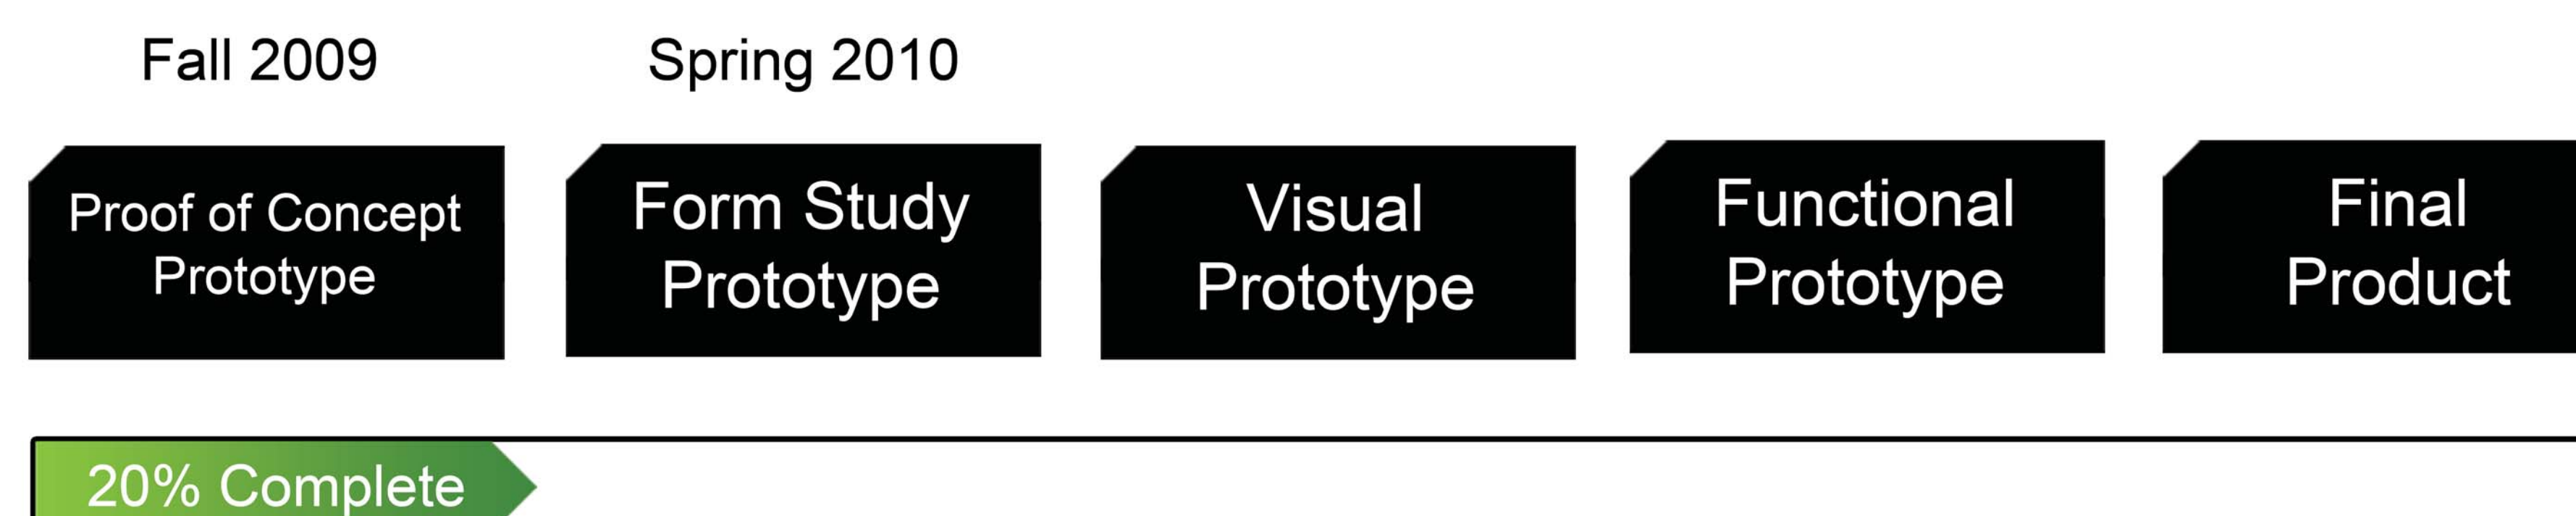 Fall 2009
Spring 2010
Proof of Concept
Prototype
Form Study
Prototype
Visual
Prototype
Functional
Prototype
Final
Product
20% Complete